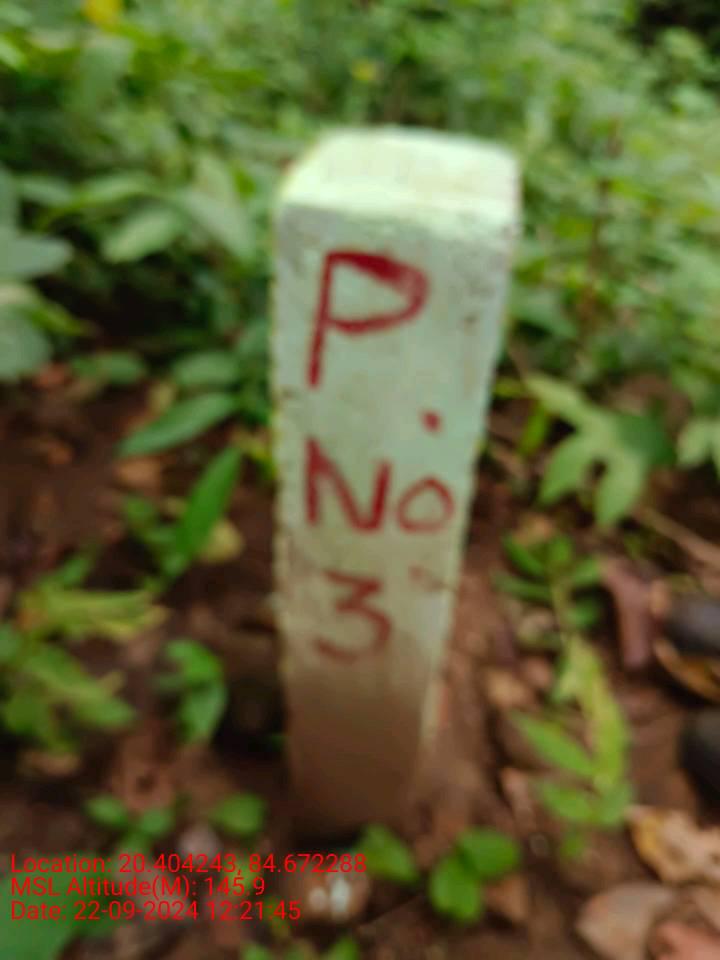 P.
No
3
Location: 20.404243, 84.672288
MSL Altitude(M): 145.9
Date: 22-09-2024 12:21:45